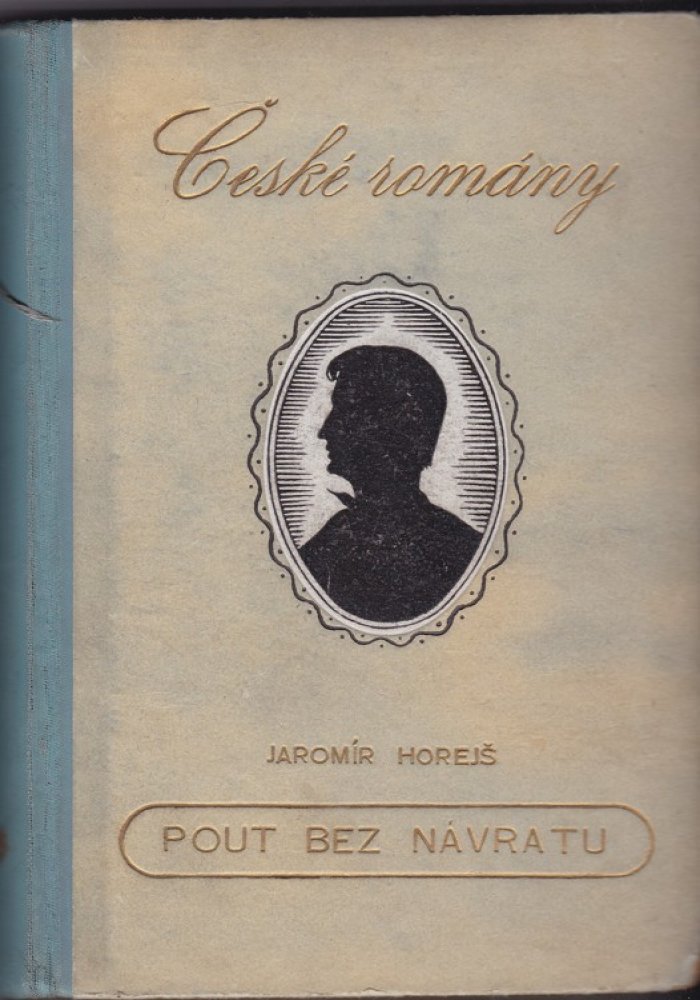 České romány
JAROMÍR HOREJŠ
POUT BEZ NÁVRATU